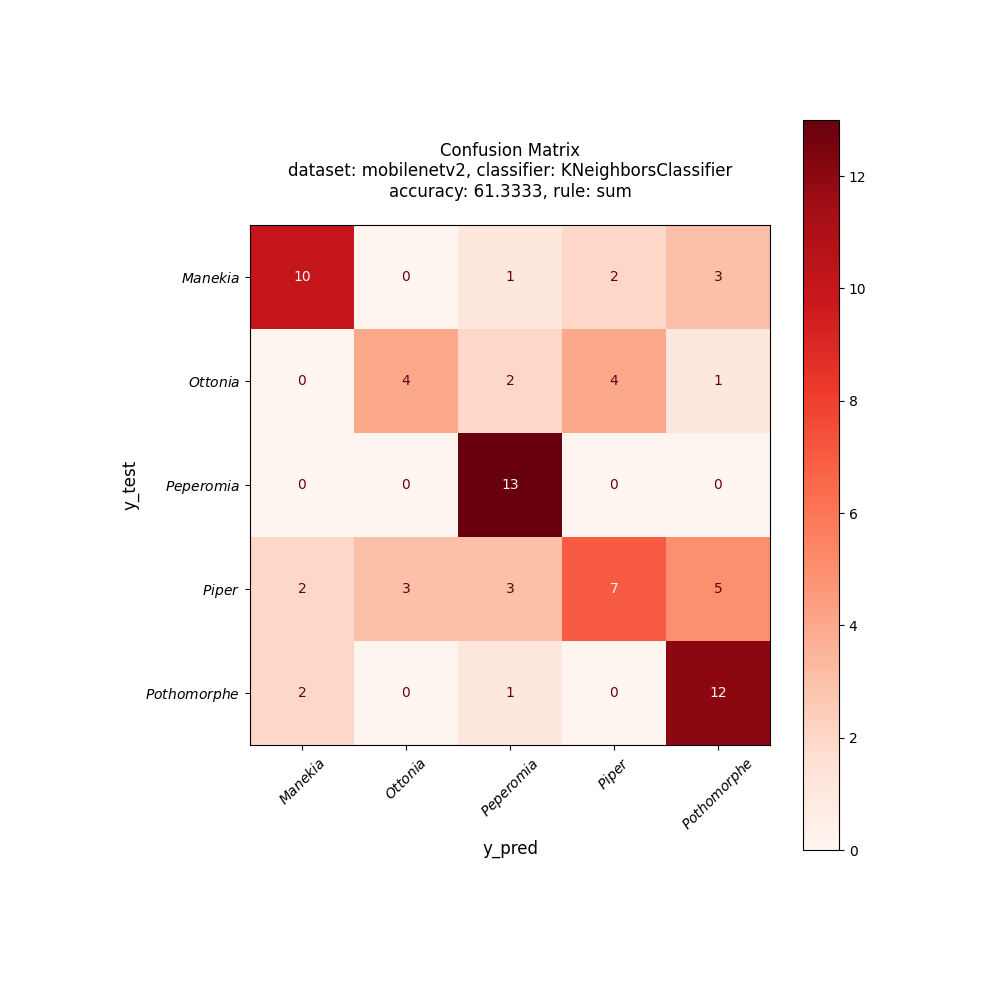 Confusion Matrix
dataset: mobilenetv2, classifier: KNeighborsClassifier
accuracy: 61.3333, rule: sum
y_test
Manekia 10 0 1 2 3
Ottonia 0 4 2 4 1
Peperomia 0 0 13 0 0
Piper 2 3 3 7 5
Pothomorphe 2 0 1 0 12
Manekia Ottonia Peperomia Piper Pothomorphe
y_pred
12
10
8
6
4
2
0